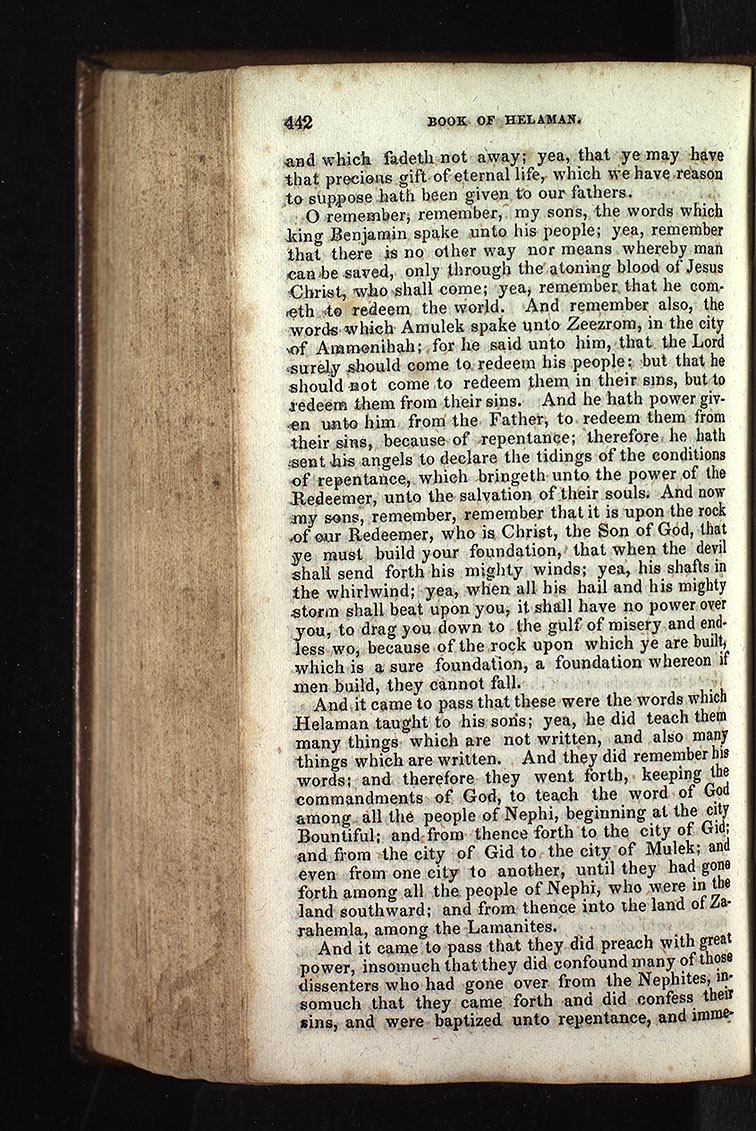 442 BOOK OF HELAMAN.
and which fadeth not away; yea, that ye may have
that precious gift of eternal life, which we have reason
to suppose hath been given to our fathers.
O remember, remember, my sons, the words which
king Benjamin spake unto his people; yea, remember
that there is no other way nor means whereby man
can be saved, only through the atoning blood of Jesus
Christ, who shall come; yea, remember that he com-
eth to redeem the world. And remember also, the
words which Amulek spake unto Zeezrom, in the city
of Ammonihah; for he said unto him, that the Lord
surely should come to redeem his people; but that he
should not come to redeem them in their sins, but to
redeem them from their sins. And he hath power giv-
en unto him from the Father, to redeem them from
their sins, because of repentance; therefore he hath
sent his angels to declare the tidings of the conditions
of repentance, which bringeth unto the power of the
Redeemer, unto the salvation of their souls. And now
my sons, remember, remember that it is upon the rock
of our Redeemer, who is Christ, the Son of God, that
ye must build your foundation, that when the devil
shall send forth his mighty winds; yea, his shafts in
the whirlwind; yea, when all his hail and his mighty
storm shall beat upon you, it shall have no power over
you, to drag you down to the gulf of misery and end-
less wo, because of the rock upon which ye are built,
which is a sure foundation, a foundation whereon if
men build, they cannot fall.
And it came to pass that these were the words which
Helaman taught to his sons; yea, he did teach them
many things which are not written, and also many
things which are written. And they did remember his
words; and therefore they went forth, keeping the
commandments of God, to teach the word of God
among all the people of Nephi, beginning at the city
Bountiful; and from thence forth to the city of Gid;
and from the city of Gid to the city of Mulek; and
even from one city to another, until they had gone
forth among all the people of Nephi, who were in the
land southward; and from thence into the land of Za-
rahemla, among the Lamanites.
And it came to pass that they did preach with great
power, insomuch that they did confound many of those
dissenters who had gone over from the Nephites, in-
somuch that they came forth and did confess their
sins, and were baptized unto repentance, and imme-